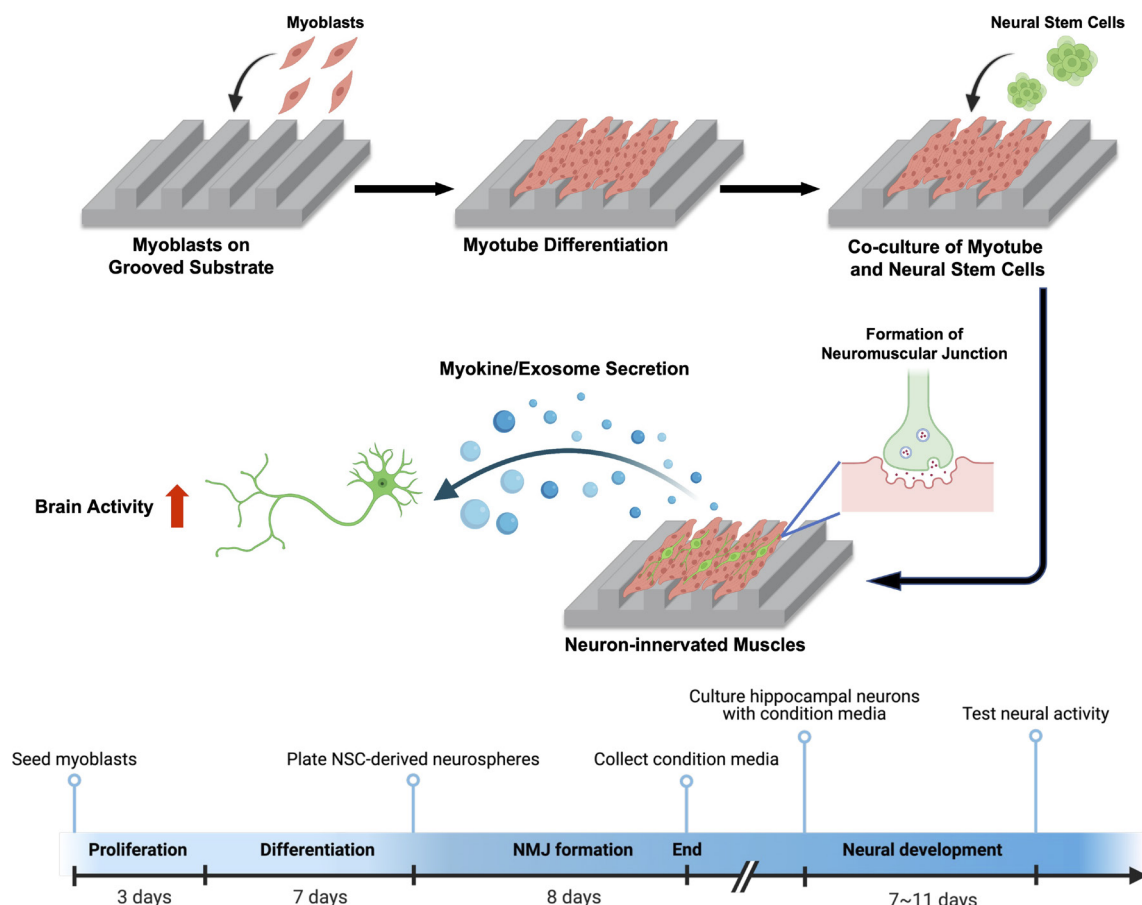 Myoblasts
Neural Stem
Cells
Myoblasts on
Grooved Substrate
Myotube Differentiation
Co-culture of Myotube
and Neural Stem Cells
Formation of
Neuromuscular Junction
Myokine/Exosome Secretion
Brain Activity
Neuron-innervated Muscles
Culture hippocampal neurons
with condition media
Test neural activity
Seed myoblasts
Plate NSC-derived neurospheres
Collect condition media
Proliferation
Differentiation
NMJ formation
End
Neural development
3 days
7 days
8 days
7~11 days